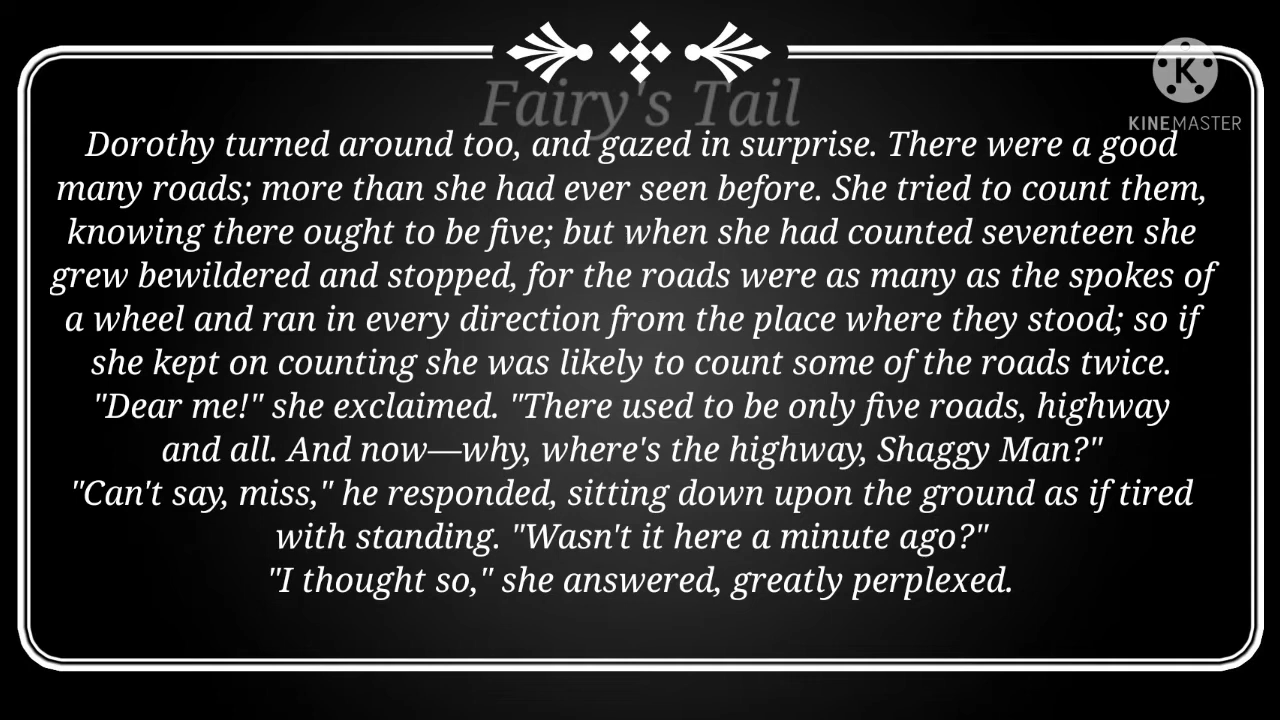 Fairy's Tail
K
KINEMASTER
Dorothy turned around too, and gazed in surprise. There were a good
many roads; more than she had ever seen before. She tried to count them,
knowing there ought to be five; but when she had counted seventeen she
grew bewildered and stopped, for the roads were as many as the spokes of
a wheel and ran in every direction from the place where they stood; so if
she kept on counting she was likely to count some of the roads twice.
"Dear me!" she exclaimed. "There used to be only five roads, highway
and all. And now—why, where's the highway, Shaggy Man?"
"Can't say, miss," he responded, sitting down upon the ground as if tired
with standing. "Wasn't it here a minute ago?"
"I thought so," she answered, greatly perplexed.